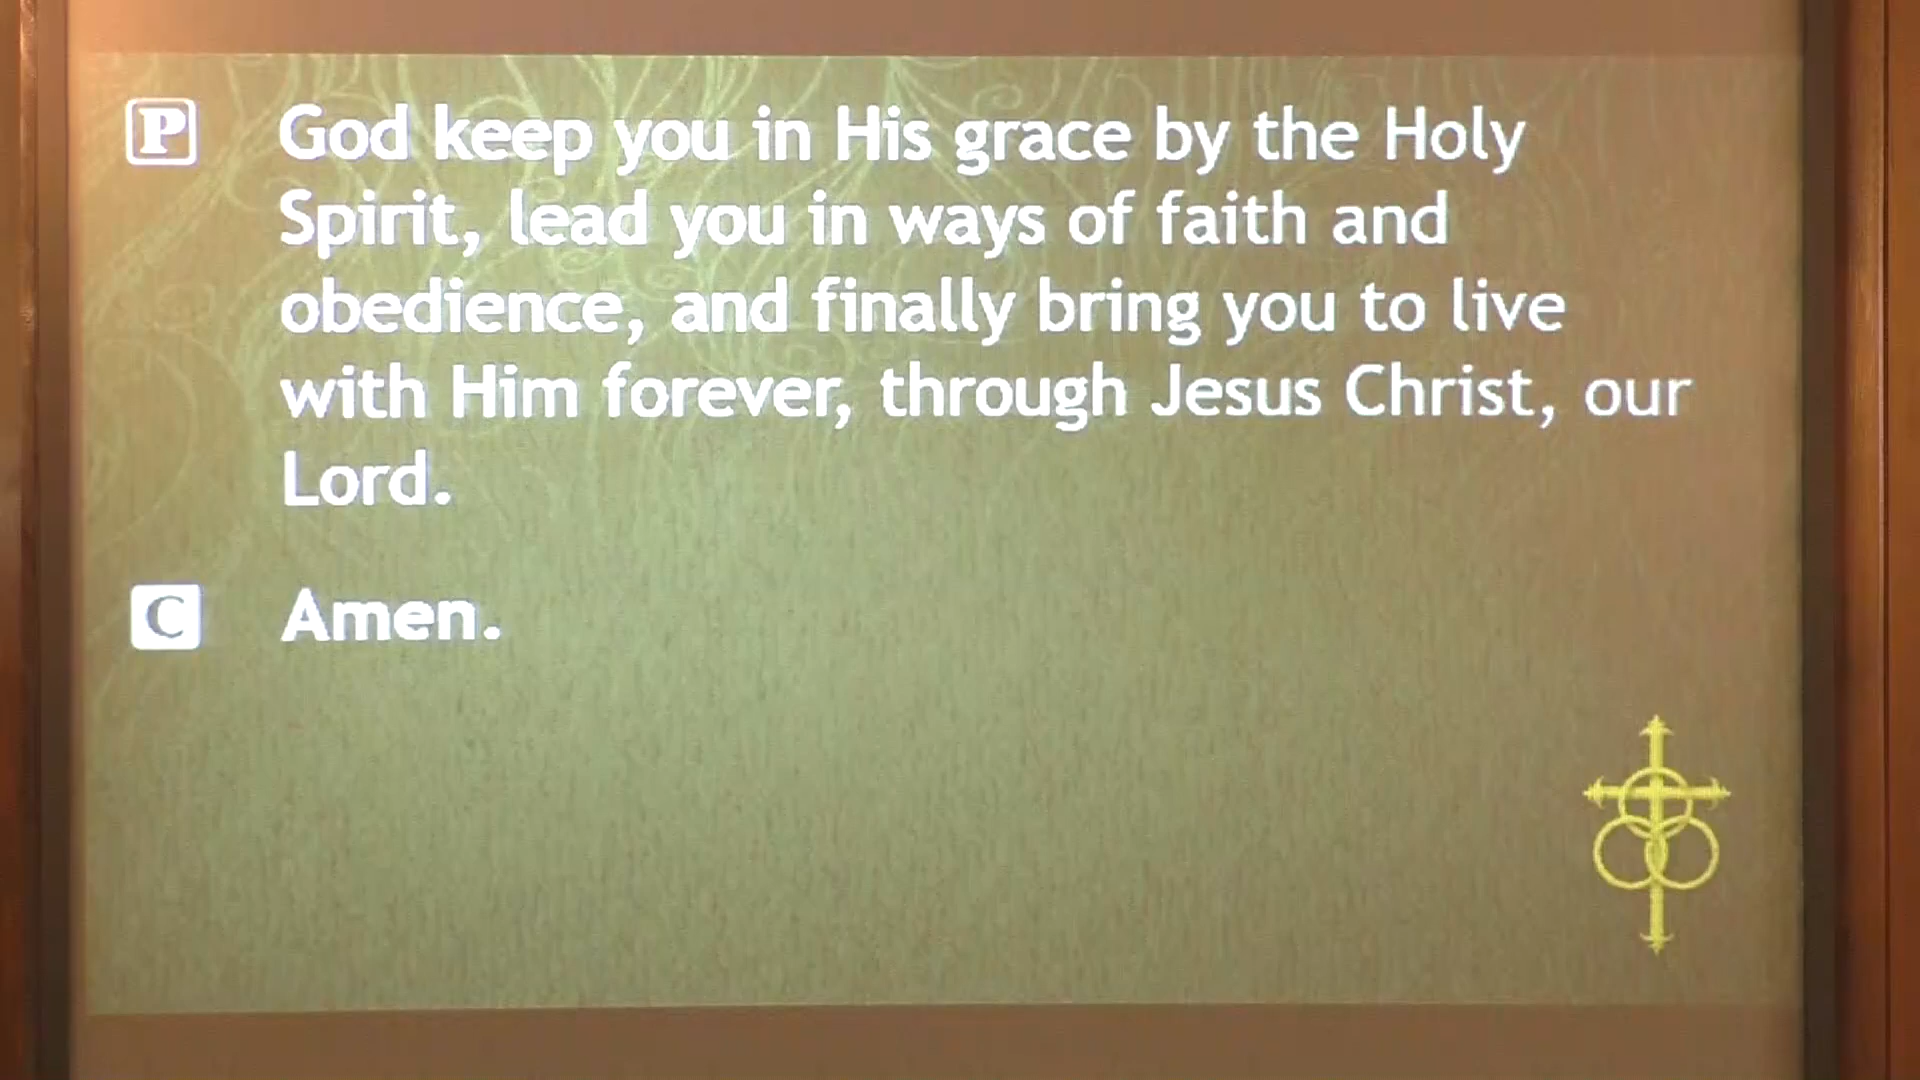 P God keep you in His grace by the Holy
Spirit, lead you in ways of faith and
obedience, and finally bring you to live
with Him forever, through Jesus Christ, our
Lord.
C Amen.